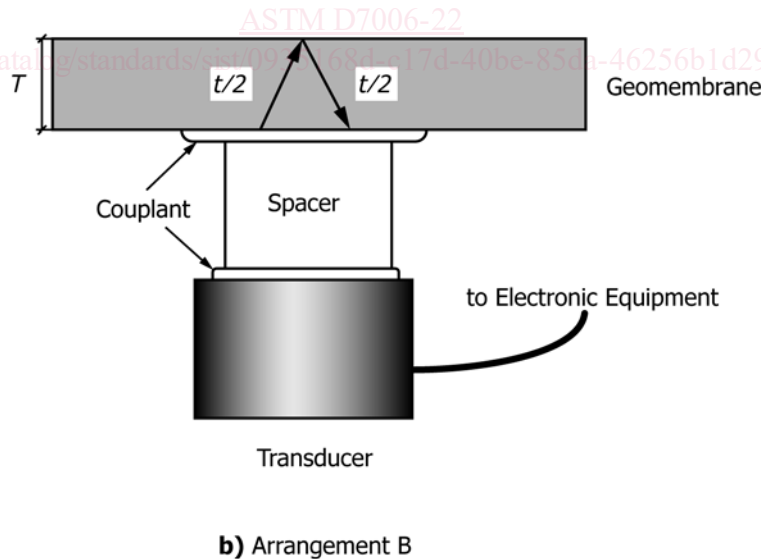 ASTM D7006-22
T
t/2
t/2
Geomembrane
Couplant
Spacer
to Electronic Equipment
Transducer
b) Arrangement B